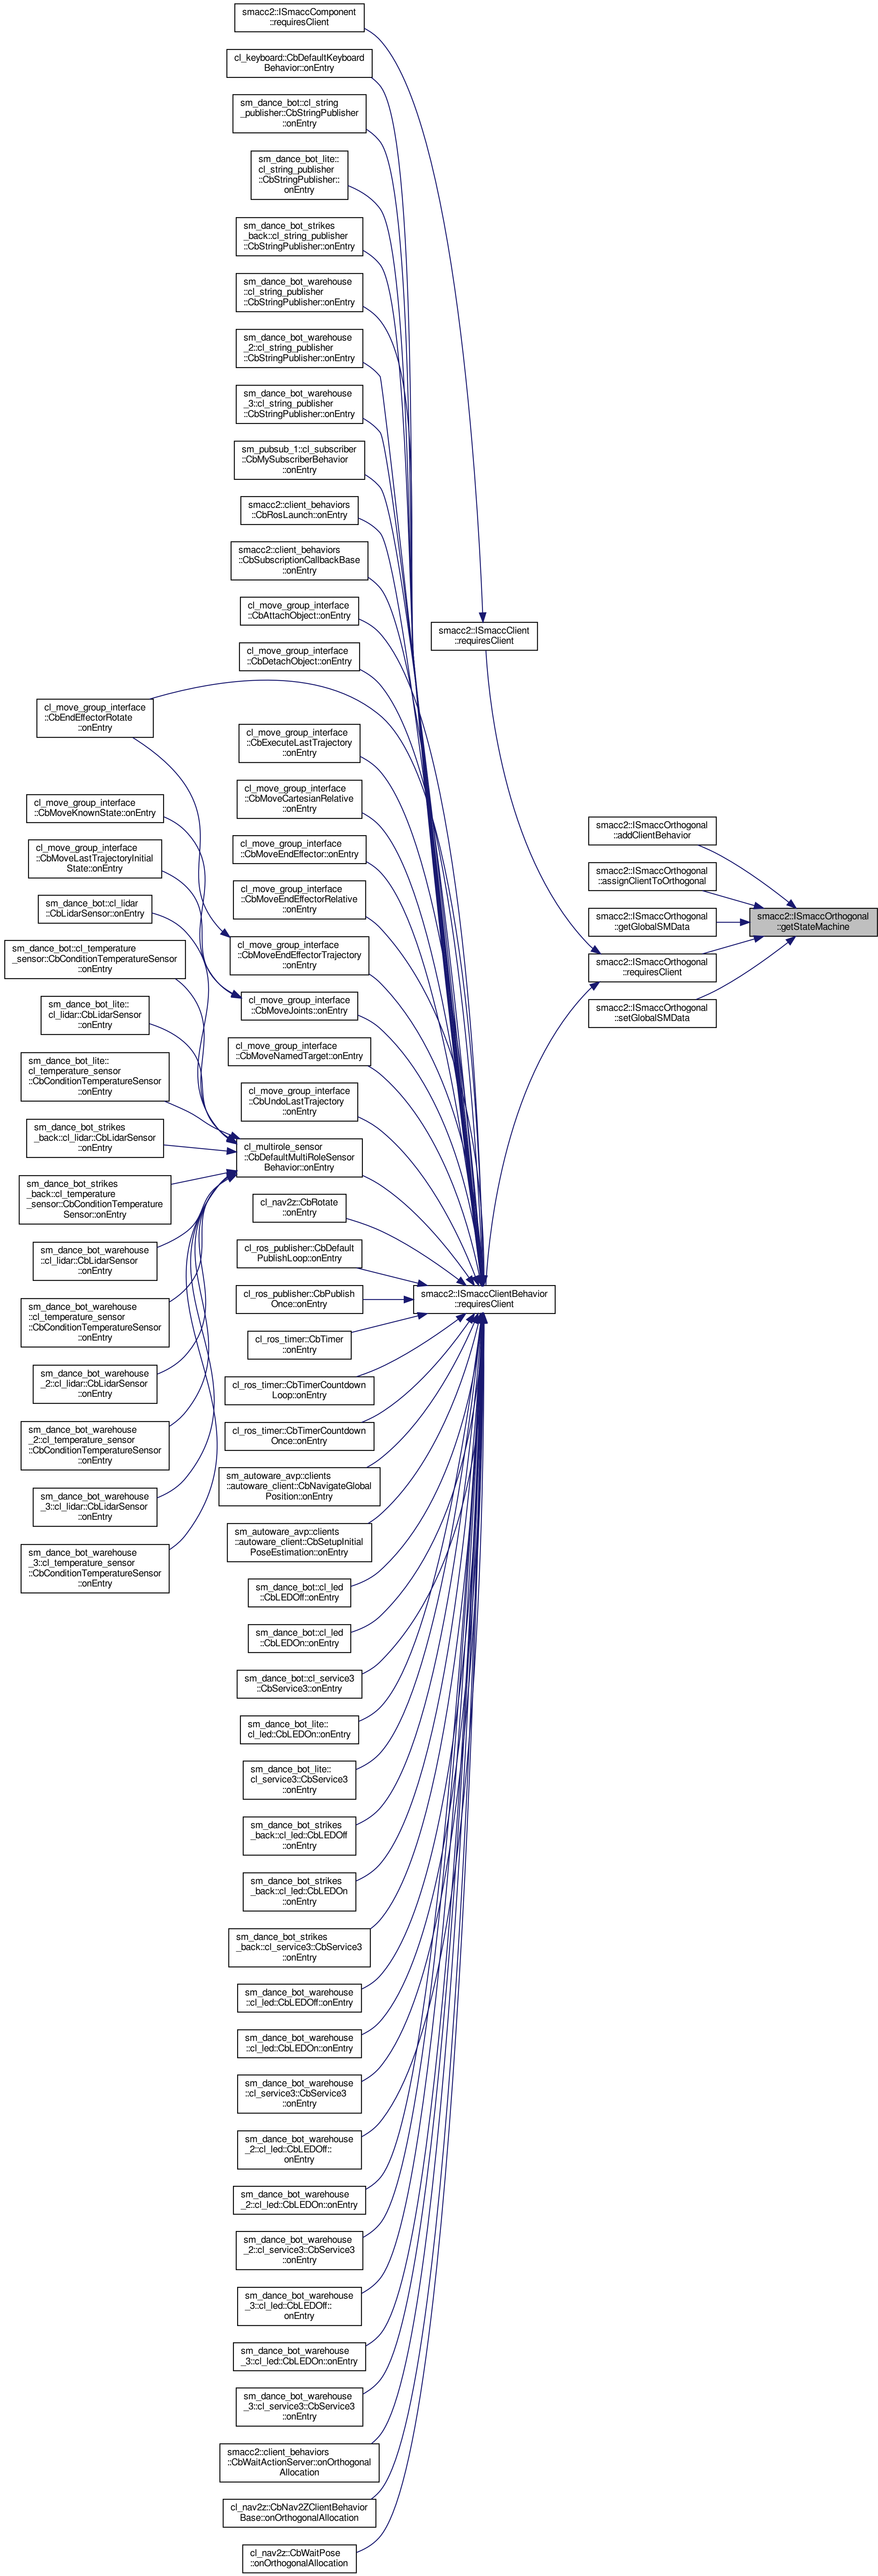 smacc2::ISmaccComponent
::requiresClient
cl_keyboard::CbDefaultKeyboard
Behavior::onEntry
sm_dance_bot::cl_string
_publisher::CbStringPublisher
::onEntry
sm_dance_bot_lite::
cl_string_publisher
::CbStringPublisher::
onEntry
sm_dance_bot_strikes
_back::cl_string_publisher
::CbStringPublisher::onEntry
sm_dance_bot_warehouse
::cl_string_publisher
::CbStringPublisher::onEntry
sm_dance_bot_warehouse
_2::cl_string_publisher
::CbStringPublisher::onEntry
sm_dance_bot_warehouse
_3::cl_string_publisher
::CbStringPublisher::onEntry
sm_pubsub_1::cl_subscriber
::CbMySubscriberBehavior
::onEntry
smacc2::client_behaviors
::CbRosLaunch::onEntry
smacc2::client_behaviors
::CbSubscriptionCallbackBase
::onEntry
cl_move_group_interface
::CbAttachObject::onEntry
cl_move_group_interface
::CbDetachObject::onEntry
cl_move_group_interface
::CbEndEffectorRotate
::onEntry
cl_move_group_interface
::CbExecuteLastTrajectory
::onEntry
cl_move_group_interface
::CbMoveCartesianRelative
::onEntry
cl_move_group_interface
::CbMoveEndEffector::onEntry
cl_move_group_interface
::CbMoveEndEffectorRelative
::onEntry
cl_move_group_interface
::CbMoveEndEffectorTrajectory
::onEntry
cl_move_group_interface
::CbMoveJoints::onEntry
cl_move_group_interface
::CbMoveNamedTarget::onEntry
cl_move_group_interface
::CbUndoLastTrajectory
::onEntry
cl_multirole_sensor
::CbDefaultMultiRoleSensor
Behavior::onEntry
cl_nav2z::CbRotate
::onEntry
cl_ros_publisher::CbDefault
PublishLoop::onEntry
cl_ros_publisher::CbPublish
Once::onEntry
cl_ros_timer::CbTimer
::onEntry
cl_ros_timer::CbTimerCountdown
Loop::onEntry
cl_ros_timer::CbTimerCountdown
Once::onEntry
sm_autoware_avp::clients
::autoware_client::CbNavigateGlobal
Position::onEntry
sm_autoware_avp::clients
::autoware_client::CbSetupInitial
PoseEstimation::onEntry
sm_dance_bot::cl_led
::CbLEDOff::onEntry
sm_dance_bot::cl_led
::CbLEDOn::onEntry
sm_dance_bot::cl_service3
::CbService3::onEntry
sm_dance_bot_lite::
cl_led::CbLEDOn::onEntry
sm_dance_bot_lite::
cl_service3::CbService3
::onEntry
sm_dance_bot_strikes
_back::cl_led::CbLEDOff
::onEntry
sm_dance_bot_strikes
_back::cl_led::CbLEDOn
::onEntry
sm_dance_bot_strikes
_back::cl_service3::CbService3
::onEntry
sm_dance_bot_warehouse
::cl_led::CbLEDOff::onEntry
sm_dance_bot_warehouse
::cl_led::CbLEDOn::onEntry
sm_dance_bot_warehouse
::cl_service3::CbService3
::onEntry
sm_dance_bot_warehouse
_2::cl_led::CbLEDOff::
onEntry
sm_dance_bot_warehouse
_2::cl_led::CbLEDOn::onEntry
sm_dance_bot_warehouse
_2::cl_service3::CbService3
::onEntry
sm_dance_bot_warehouse
_3::cl_led::CbLEDOff::
onEntry
sm_dance_bot_warehouse
_3::cl_led::CbLEDOn::onEntry
sm_dance_bot_warehouse
_3::cl_service3::CbService3
::onEntry
smacc2::client_behaviors
::CbWaitActionServer::onOrthogonal
Allocation
cl_nav2z::CbNav2ZClientBehavior
Base::onOrthogonalAllocation
cl_nav2z::CbWaitPose
::onOrthogonalAllocation
cl_move_group_interface
::CbMoveKnownState::onEntry
cl_move_group_interface
::CbMoveLastTrajectoryInitial
State::onEntry
sm_dance_bot::cl_lidar
::CbLidarSensor::onEntry
sm_dance_bot::cl_temperature
_sensor::CbConditionTemperatureSensor
::onEntry
sm_dance_bot_lite::
cl_lidar::CbLidarSensor
::onEntry
sm_dance_bot_lite::
cl_temperature_sensor
::CbConditionTemperatureSensor
::onEntry
sm_dance_bot_strikes
_back::cl_lidar::CbLidarSensor
::onEntry
sm_dance_bot_strikes
_back::cl_temperature
_sensor::CbConditionTemperature
Sensor::onEntry
sm_dance_bot_warehouse
::cl_lidar::CbLidarSensor
::onEntry
sm_dance_bot_warehouse
::cl_temperature_sensor
::CbConditionTemperatureSensor
::onEntry
sm_dance_bot_warehouse
_2::cl_lidar::CbLidarSensor
::onEntry
sm_dance_bot_warehouse
_2::cl_temperature_sensor
::CbConditionTemperatureSensor
::onEntry
sm_dance_bot_warehouse
_3::cl_lidar::CbLidarSensor
::onEntry
sm_dance_bot_warehouse
_3::cl_temperature_sensor
::CbConditionTemperatureSensor
::onEntry
smacc2::ISmaccClient
::requiresClient
smacc2::ISmaccClientBehavior
::requiresClient
smacc2::ISmaccOrthogonal
::addClientBehavior
smacc2::ISmaccOrthogonal
::assignClientToOrthogonal
smacc2::ISmaccOrthogonal
::getGlobalSMData
smacc2::ISmaccOrthogonal
::requiresClient
smacc2::ISmaccOrthogonal
::setGlobalSMData
smacc2::ISmaccOrthogonal
::getStateMachine